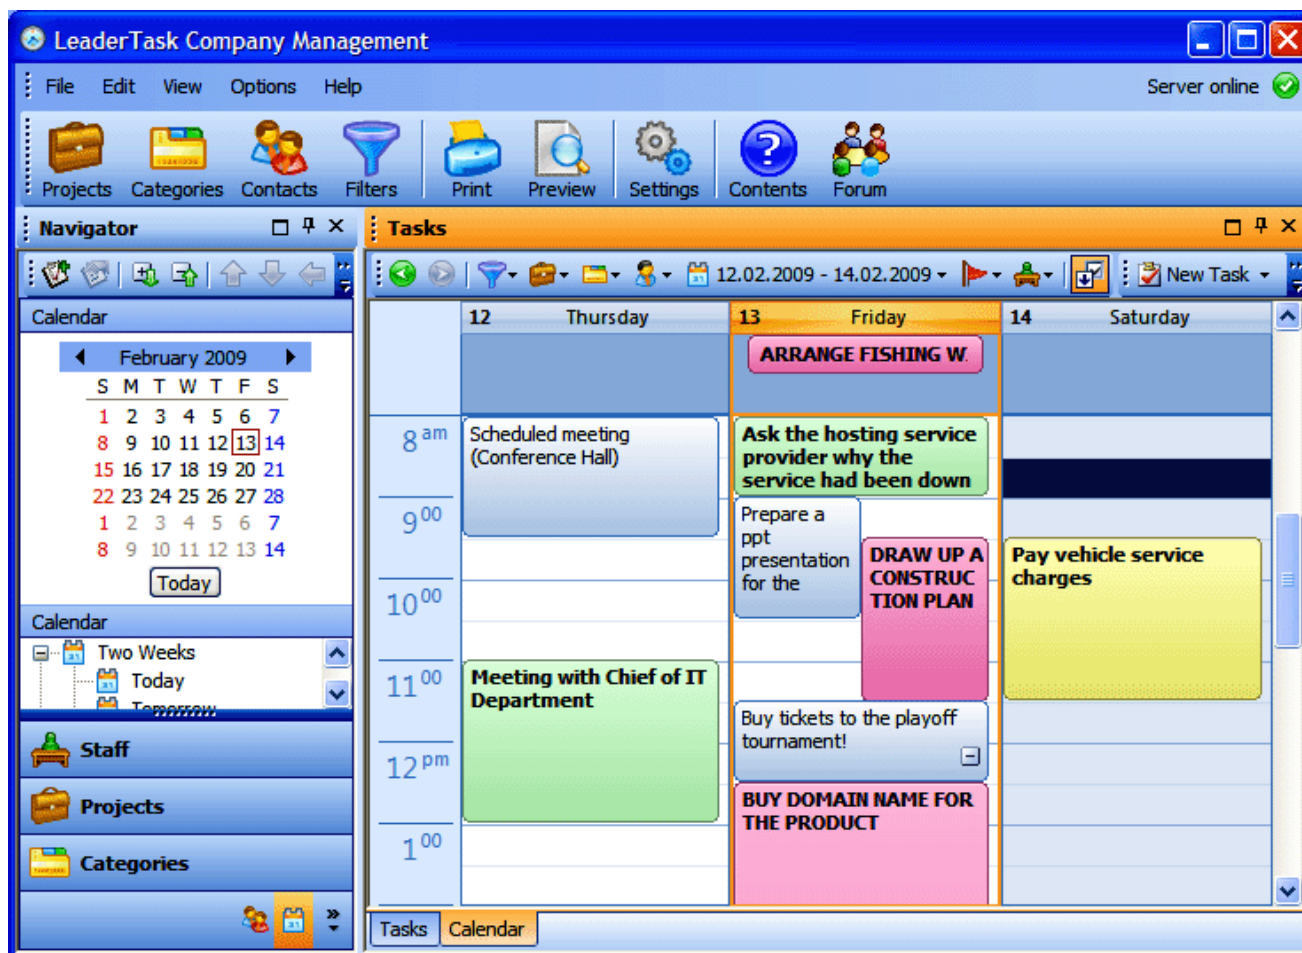 LeaderTask Company Management
File Edit View Options Help Server online
Projects Categories Contacts Filters Print Preview Settings Contents Forum
Navigator
Tasks
12.02.2009 - 14.02.2009 New Task
Calendar
February 2009
S M T W T F S
1 2 3 4 5 6 7
8 9 10 11 12 13 14
15 16 17 18 19 20 21
22 23 24 25 26 27 28
1 2 3 4 5 6 7
8 9 10 11 12 13 14
Today
Calendar
Two Weeks
Today
Tomorrow
Staff
Projects
Categories
12 Thursday 13 Friday 14 Saturday
ARRANGE FISHING W
8 am
9 00
10 00
11 00
12 pm
1 00
Scheduled meeting
(Conference Hall)
Meeting with Chief of IT
Department
Ask the hosting service
provider why the
service had been down
Prepare a
ppt
presentation
for the
DRAW UP A
CONSTRUC
TION PLAN
Buy tickets to the playoff
tournament!
BUY DOMAIN NAME FOR
THE PRODUCT
Pay vehicle service
charges
Tasks Calendar